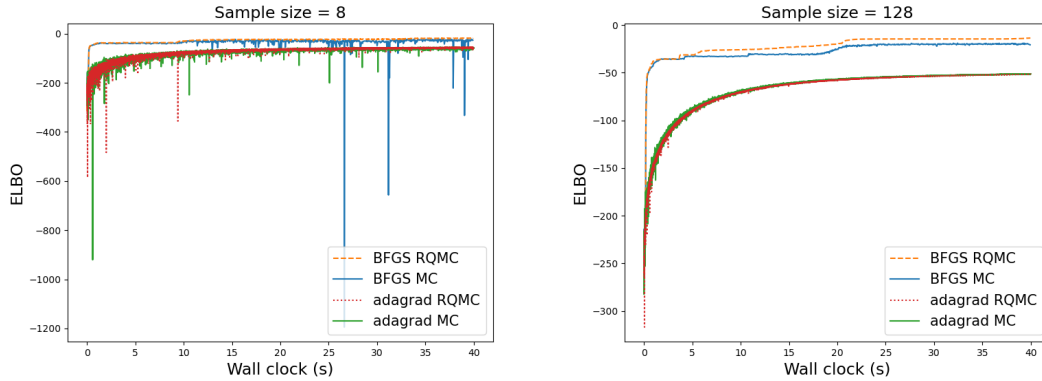 Sample size = 8
ELBO
0
−200
−400
−600
−800
−1000
−1200
0
5
10
15
20
25
30
35
40
Wall clock (s)
BFGS RQMC
BFGS MC
adagrad RQMC
adagrad MC
Sample size = 128
ELBO
0
−50
−100
−150
−200
−250
−300
0
5
10
15
20
25
30
35
40
Wall clock (s)
BFGS RQMC
BFGS MC
adagrad RQMC
adagrad MC